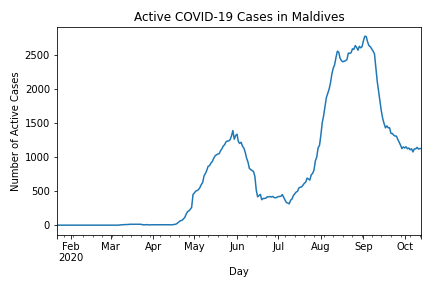 Active COVID-19 Cases in Maldives
Number of Active Cases
2500
2000
1500
1000
500
0
Feb Mar Apr May Jun Jul Aug Sep Oct
2020
Day